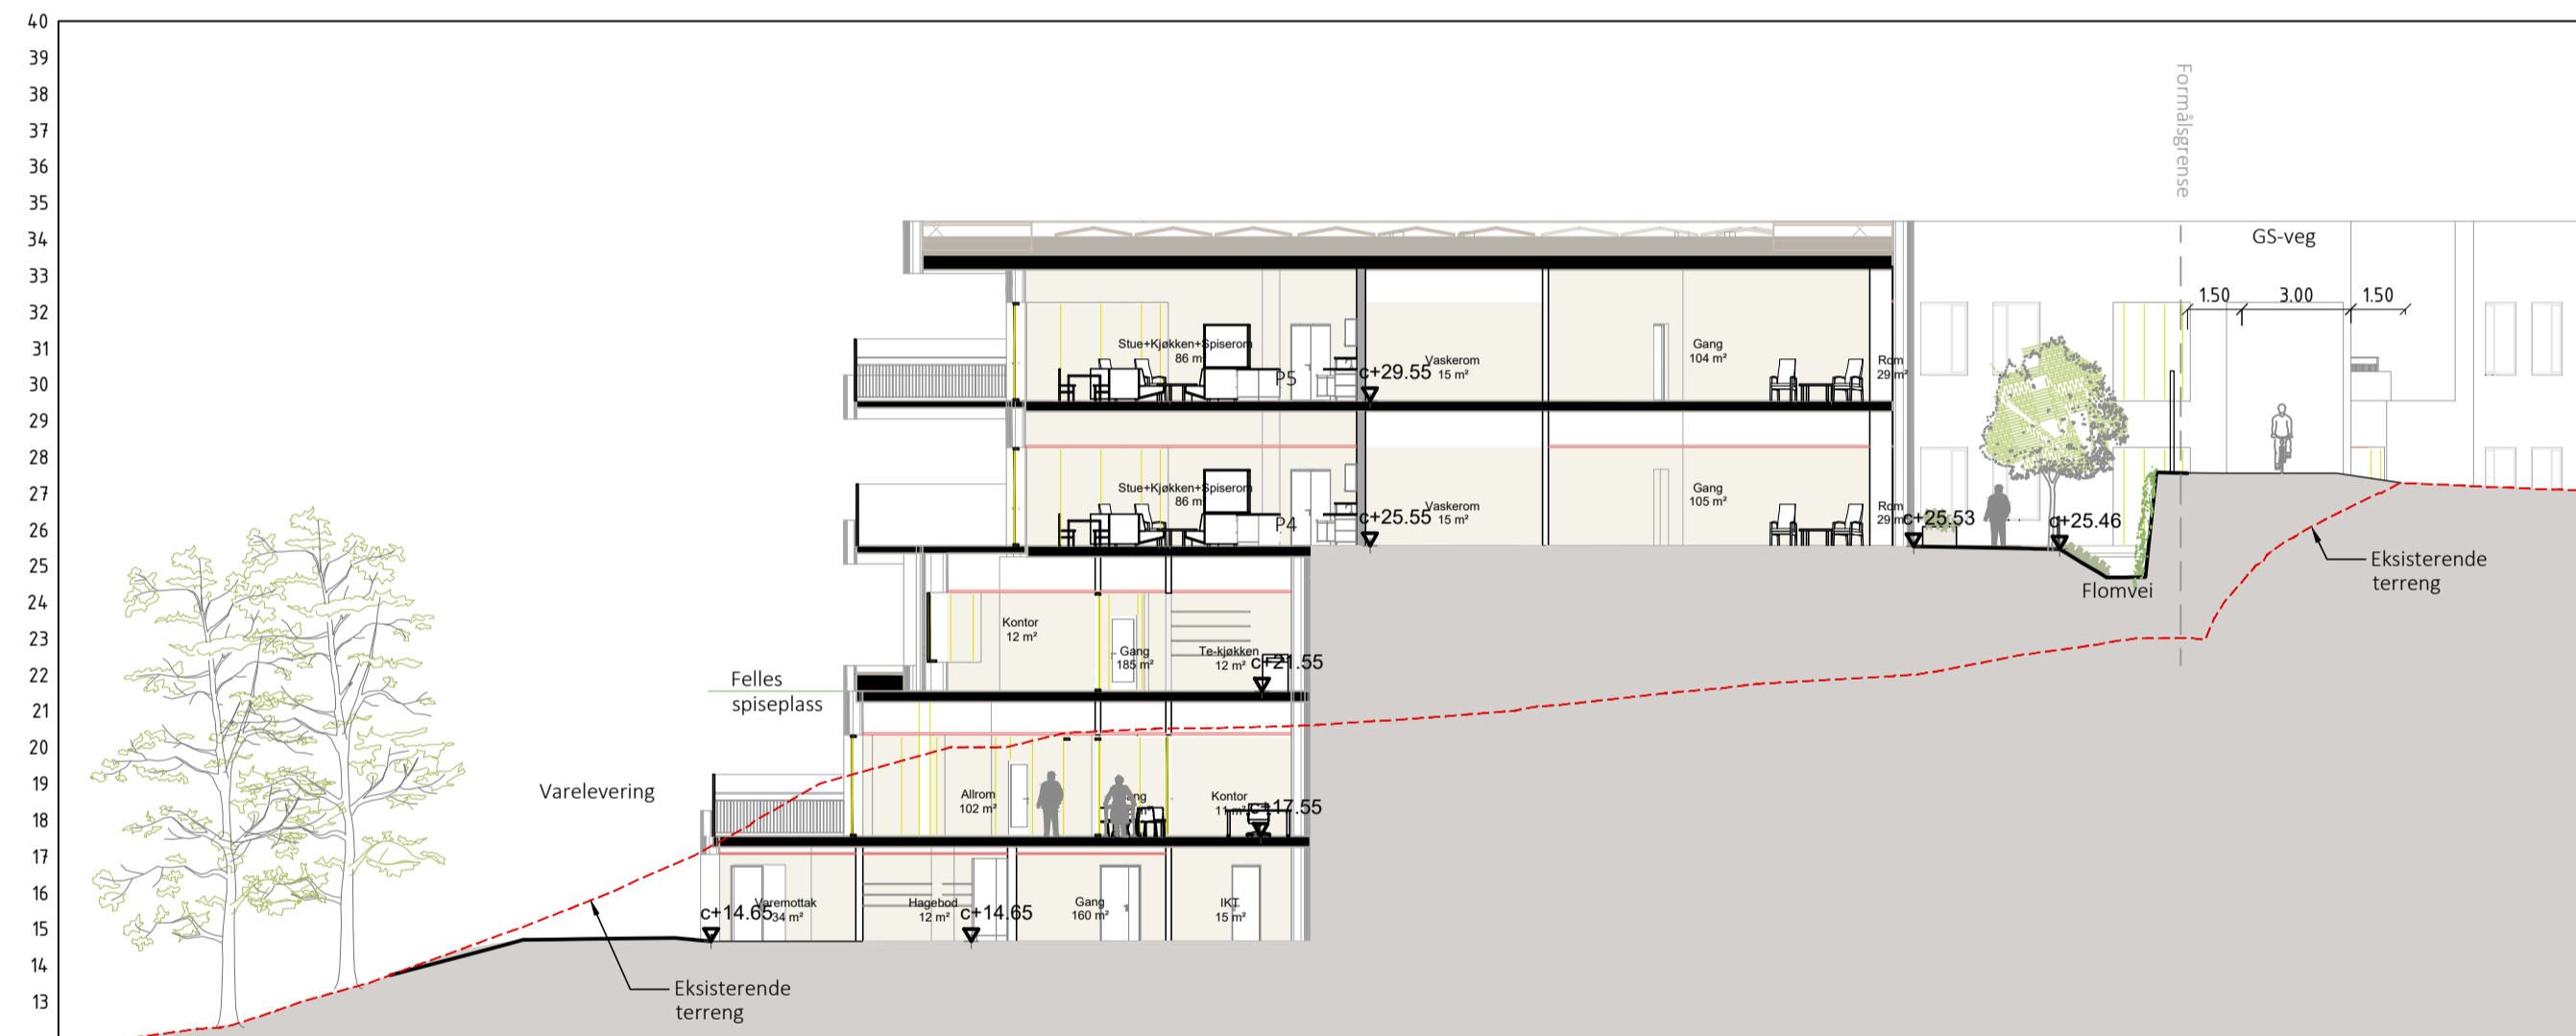 40
39
38
37
36
35
34
33
32
31
30
29
28
27
26
25
24
23
22
21
20
19
18
17
16
15
14
13
Formålsgrense
GS-veg
1.50 3.00 1.50
Stue+Kjøkken+Spiserom
86 m
P5
c+29.55
Vaskerom
15 m²
Gang
104 m²
Rom
29 m²
Stue+Kjøkken+Spiserom
86 m
P4
c+25.55
Vaskerom
15 m²
Gang
105 m²
Rom
29 m
c+25.53
c+25.46
Flomvei
Eksisterende
terreng
Kontor
12 m²
Gang
185 m²
Te-kjøkken
12 m²
c+21.55
Felles
spiseplass
Varelevering
Allrom
102 m²
Kontor
11 m²
c+17.55
Varemottak
34 m²
c+14.65
Hagebod
12 m²
c+14.65
Gang
160 m²
IKT
15 m²
Eksisterende
terreng